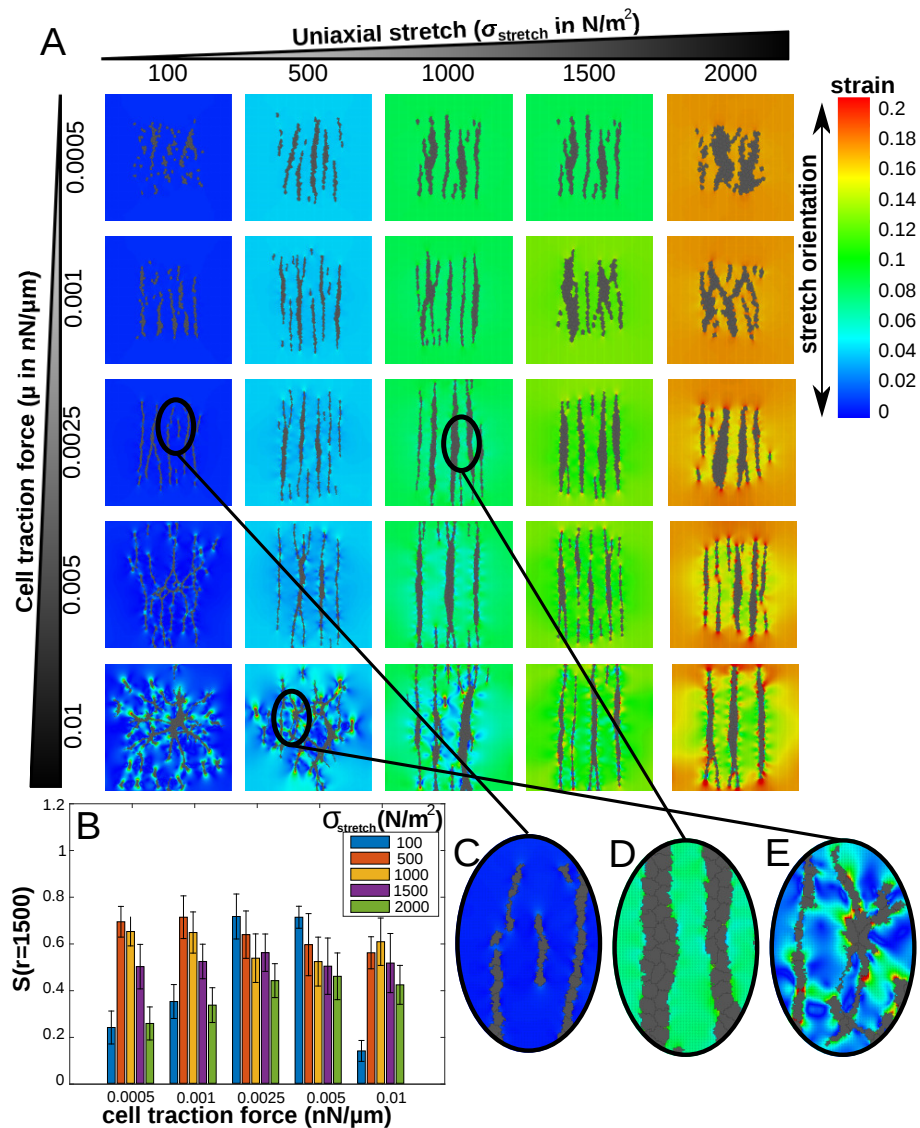 A
Uniaxial stretch (σstretch in N/m²)
100 500 1000 1500 2000
Cell traction force (μ in nN/μm)
0.0005
0.001
0.0025
0.005
0.01
strain
0.2
0.18
0.16
0.14
0.12
0.1
0.08
0.06
0.04
0.02
0
stretch orientation
B
σstretch(N/m²)
100
500
1000
1500
2000
S(r=1500)
1.2
1
0.8
0.6
0.4
0.2
0
0.0005 0.001 0.0025 0.005 0.01
cell traction force (nN/μm)
C
D
E